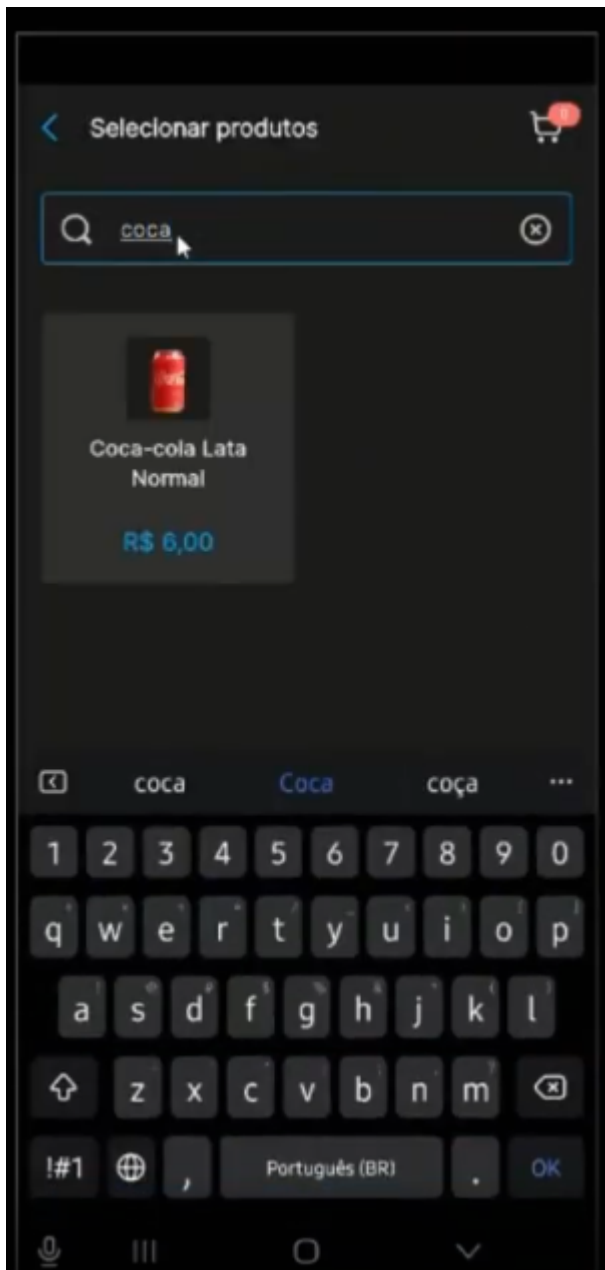 Selecionar produtos
0
coca
Coca-cola Lata
Normal
R$ 6,00
coca Coca coça ...
1 2 3 4 5 6 7 8 9 0
q w e r t y u i o p
a s d f g h j k l
z x c v b n m
!#1 , Português (BR) . OK